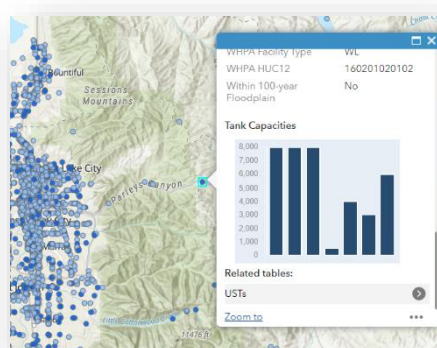 Bountiful
Sessions
Mountains
Lake City
Parleys Canyon
11476 ft
WHPA Facility Type WL
WHPA HUC12 160201020102
Within 100-year No
Floodplain
Tank Capacities
8,000
7,000
6,000
5,000
4,000
3,000
2,000
1,000
0
Related tables:
USTs
Zoom to